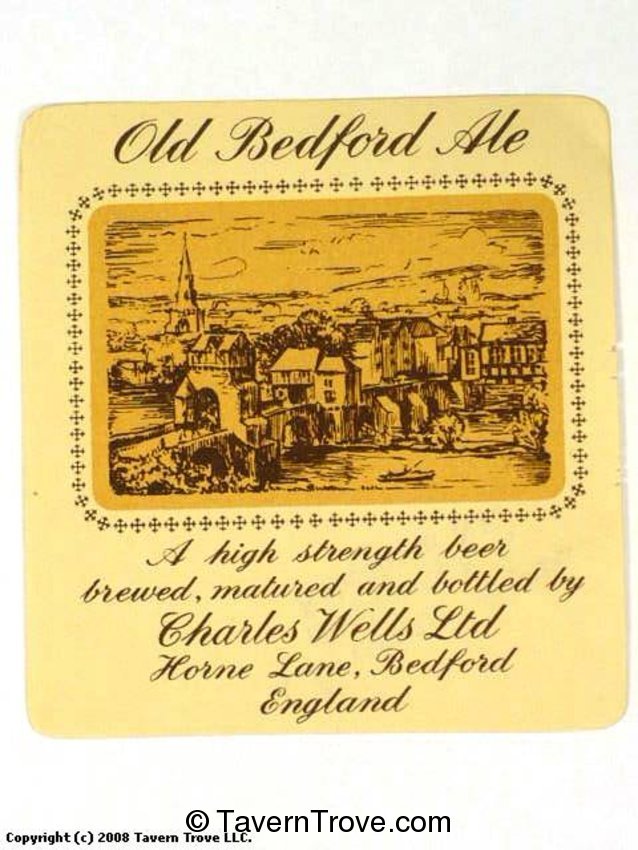 Old Bedford Ale
A high strength beer
brewed, matured and bottled by
Charles Wells Ltd
Horne Lane, Bedford
England
© TavernTrove.com
Copyright (c) 2008 Tavern Trove LLC.